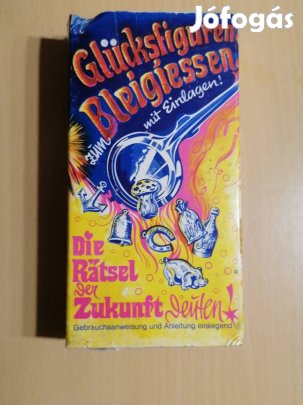 Jófogás
Glücksfiguren
zum Bleigiessen
mit Einlagen!
Die
Rätsel
der
Zukunft deuten!
Gebrauchsanweisung und Anleitung einliegend